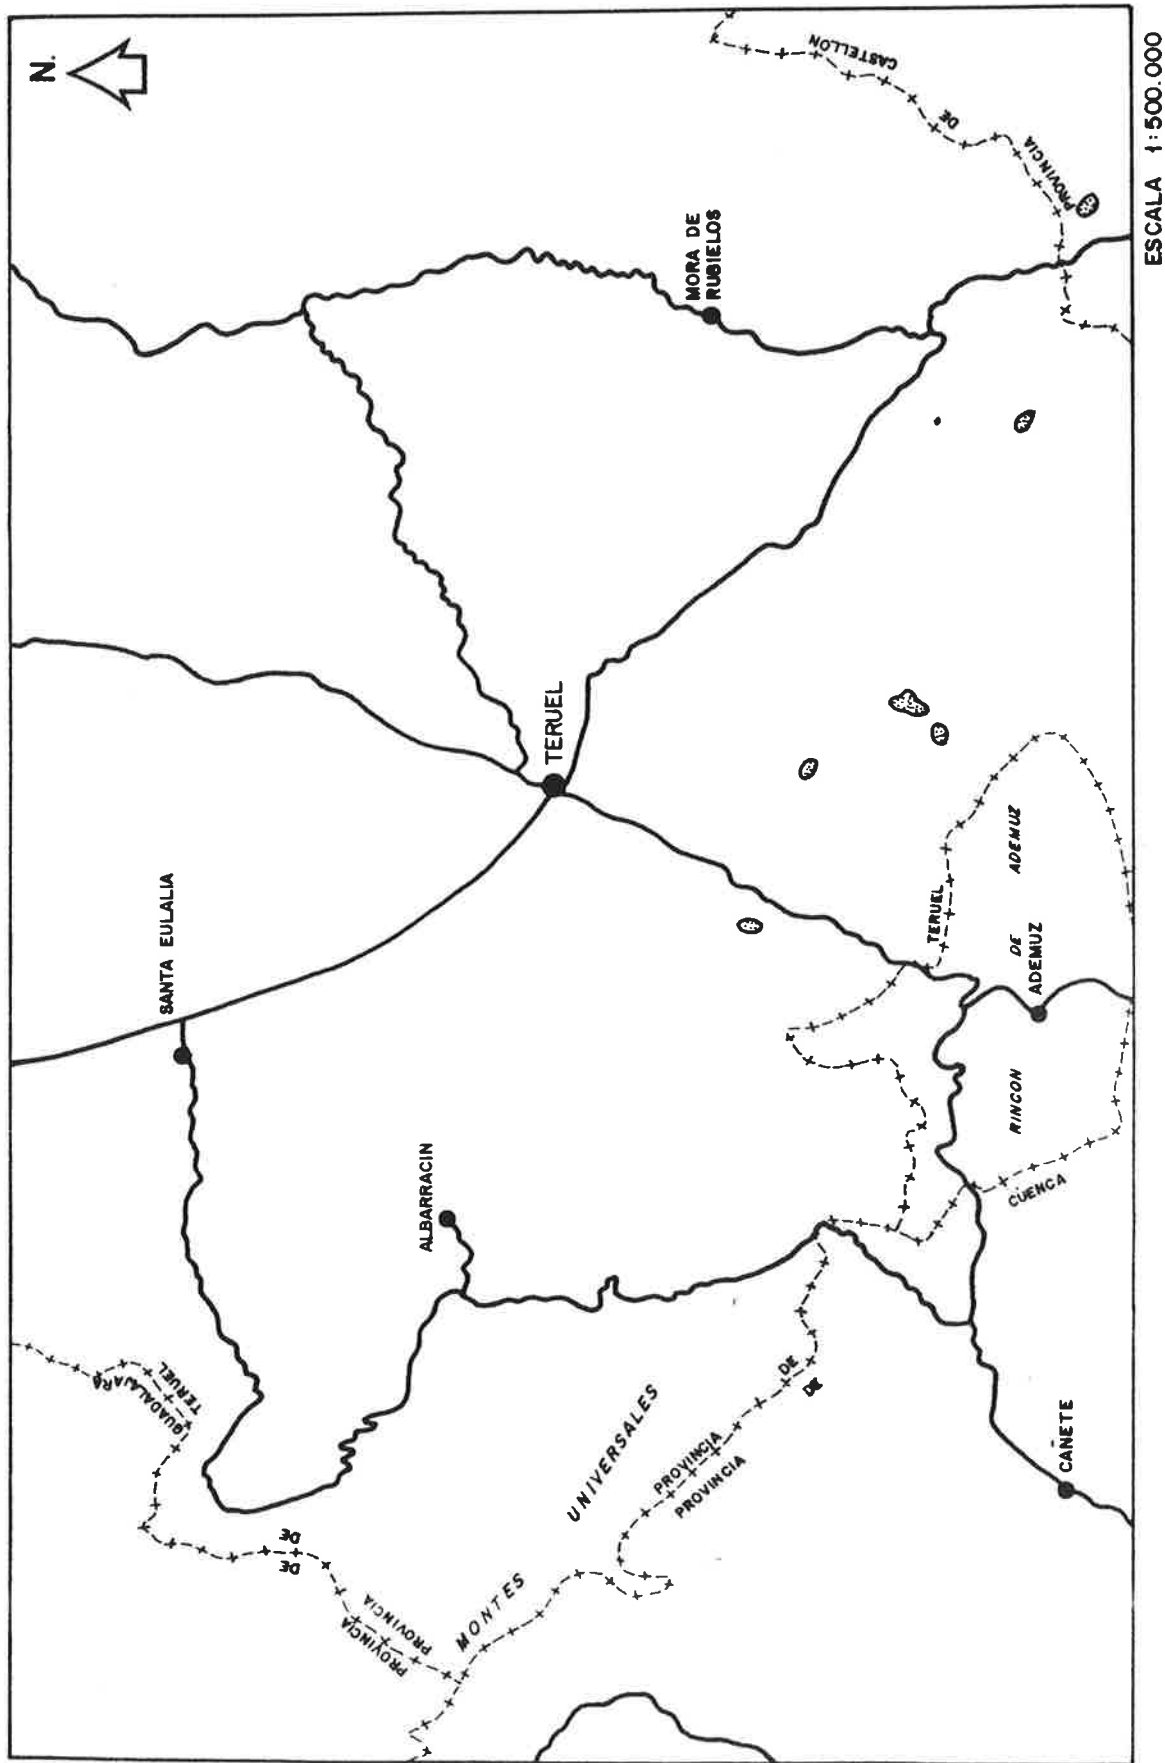 N.
SANTA EULALIA
GUADALAJARA
TERUEL
DE
DE
PROVINCIA
PROVINCIA
ALBARRACIN
TERUEL
MONTES
UNIVERSALES
MORA DE
RUBIELOS
PROVINCIA
PROVINCIA
DE
DE
TERUEL
CUENCA
RINCON
DE
ADEMUZ
ADEMUZ
CAÑETE
PROVINCIA
DE
CASTELLON
ESCALA 1:500.000